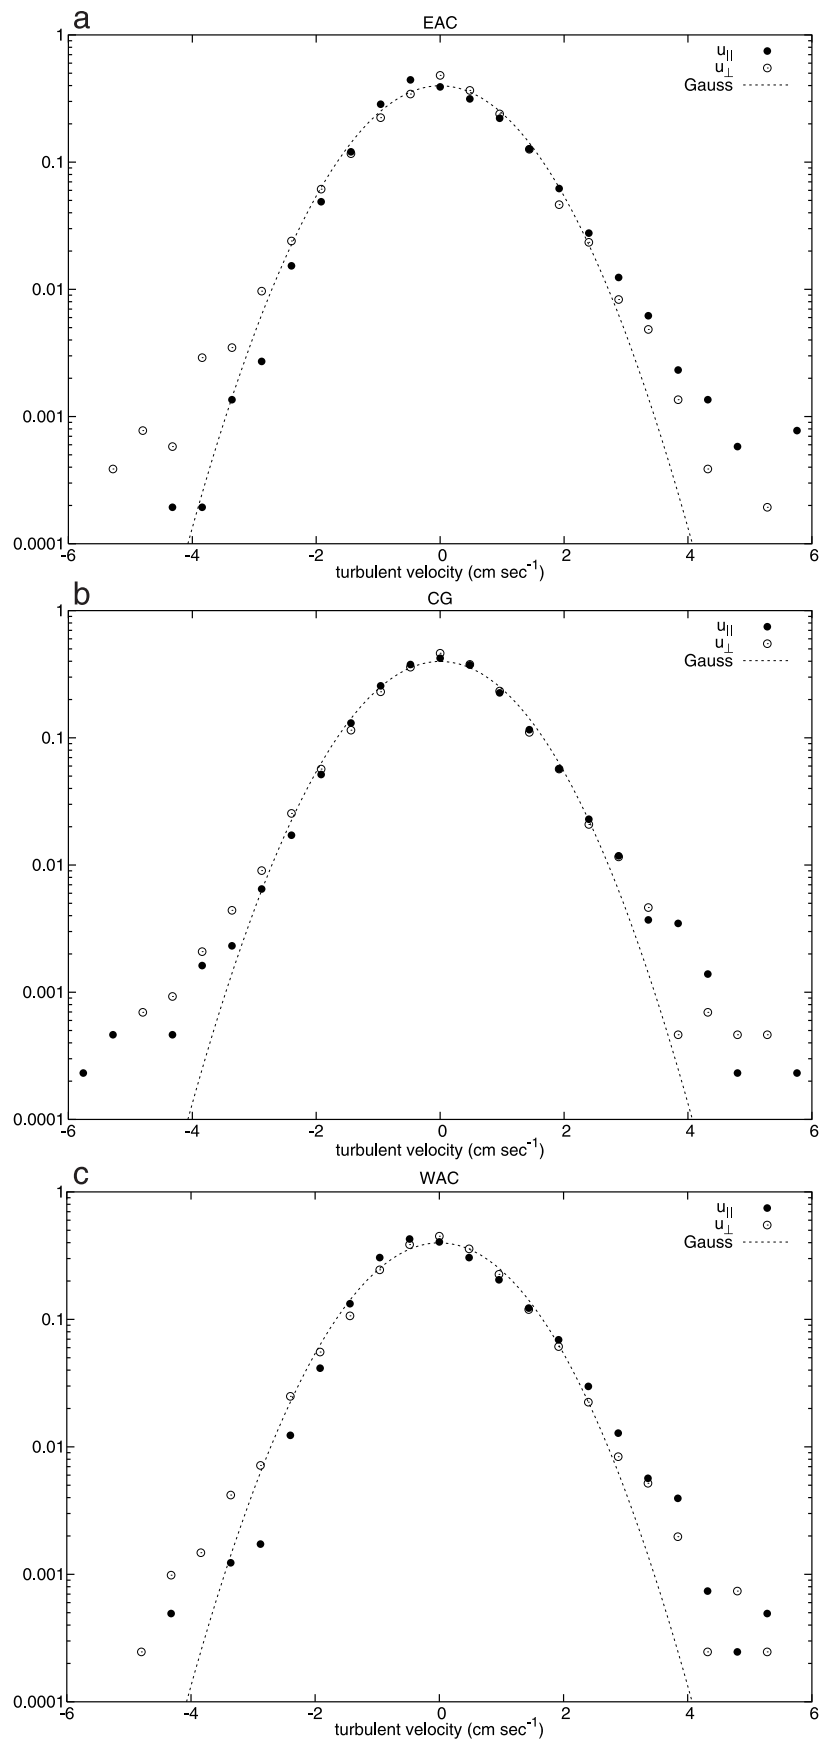 a
EAC
u||
u⊥
Gauss
1
0.1
0.01
0.001
0.0001
-6 -4 -2 0 2 4 6
turbulent velocity (cm sec-1)
b
CG
u||
u⊥
Gauss
1
0.1
0.01
0.001
0.0001
-6 -4 -2 0 2 4 6
turbulent velocity (cm sec-1)
c
WAC
u||
u⊥
Gauss
1
0.1
0.01
0.001
0.0001
-6 -4 -2 0 2 4 6
turbulent velocity (cm sec-1)